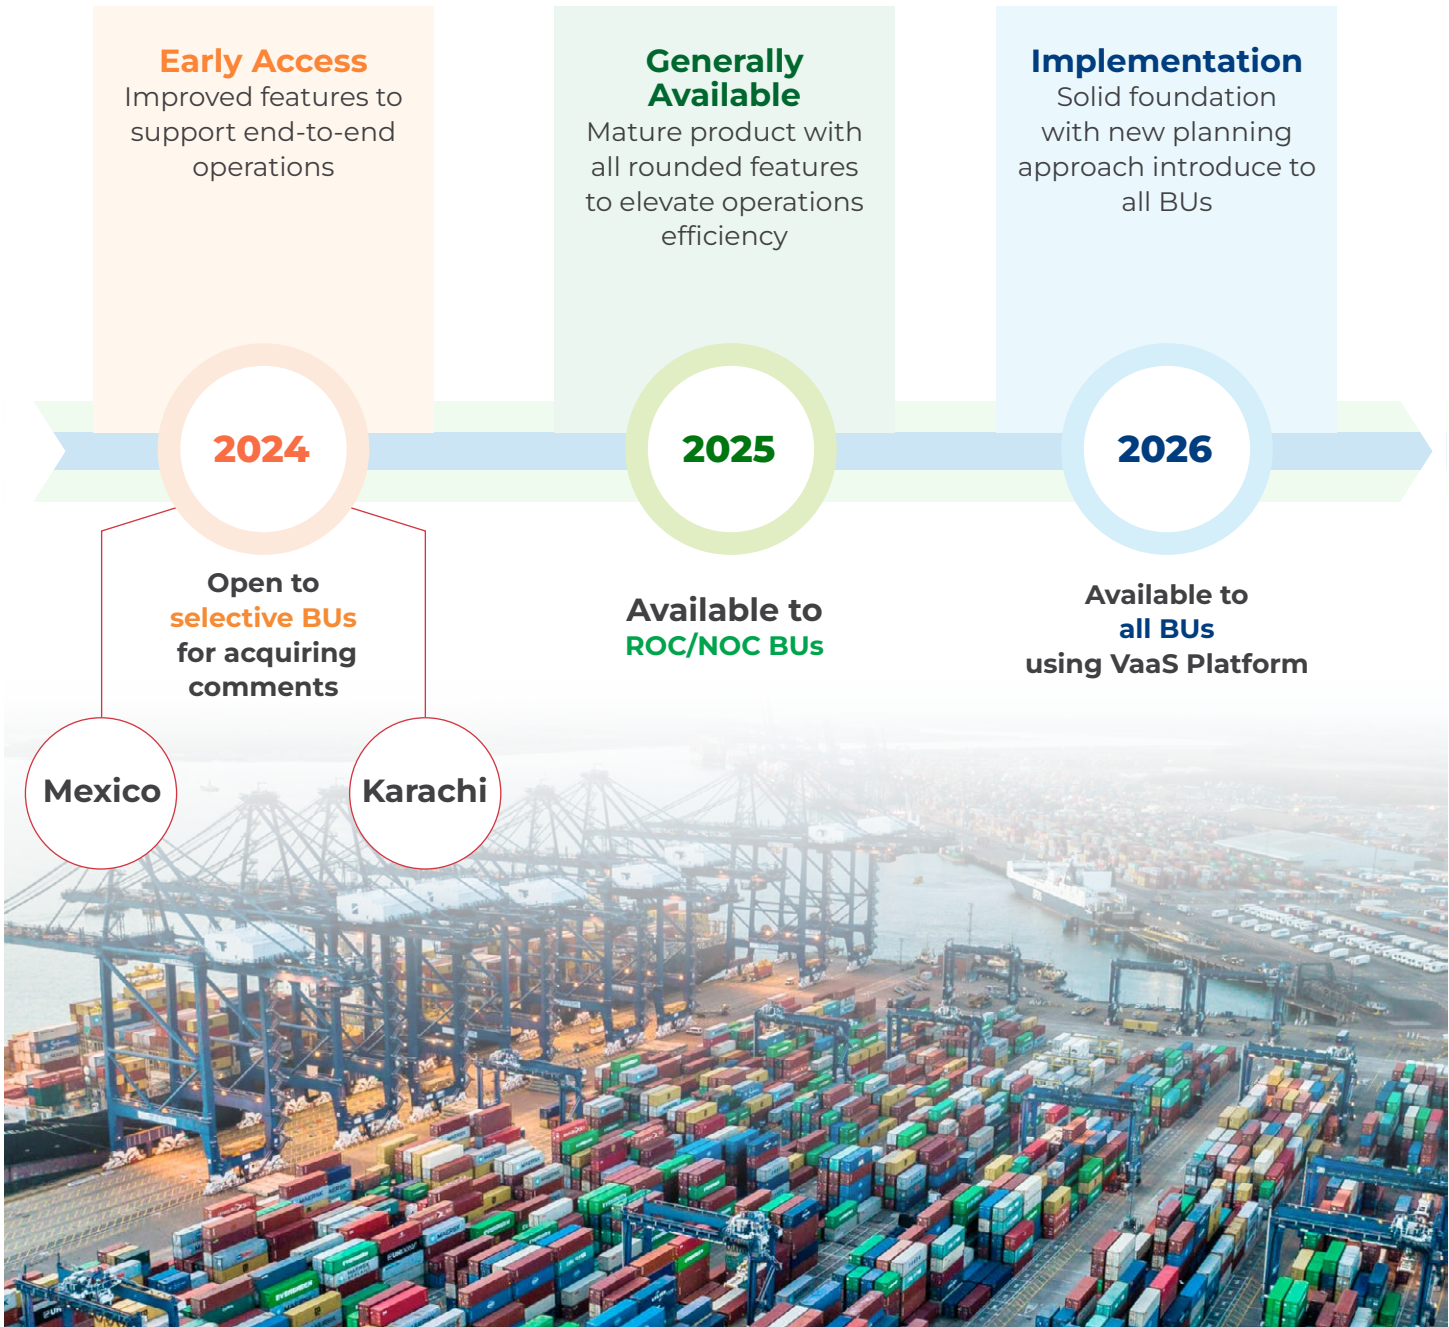 Early Access
Improved features to
support end-to-end
operations
Generally
Available
Mature product with
all rounded features
to elevate operations
efficiency
Implementation
Solid foundation
with new planning
approach introduce to
all BUs
2024
2025
2026
Open to
selective BUs
for acquiring
comments
Available to
ROC/NOC BUs
Available to
all BUs
using VaaS Platform
Mexico
Karachi